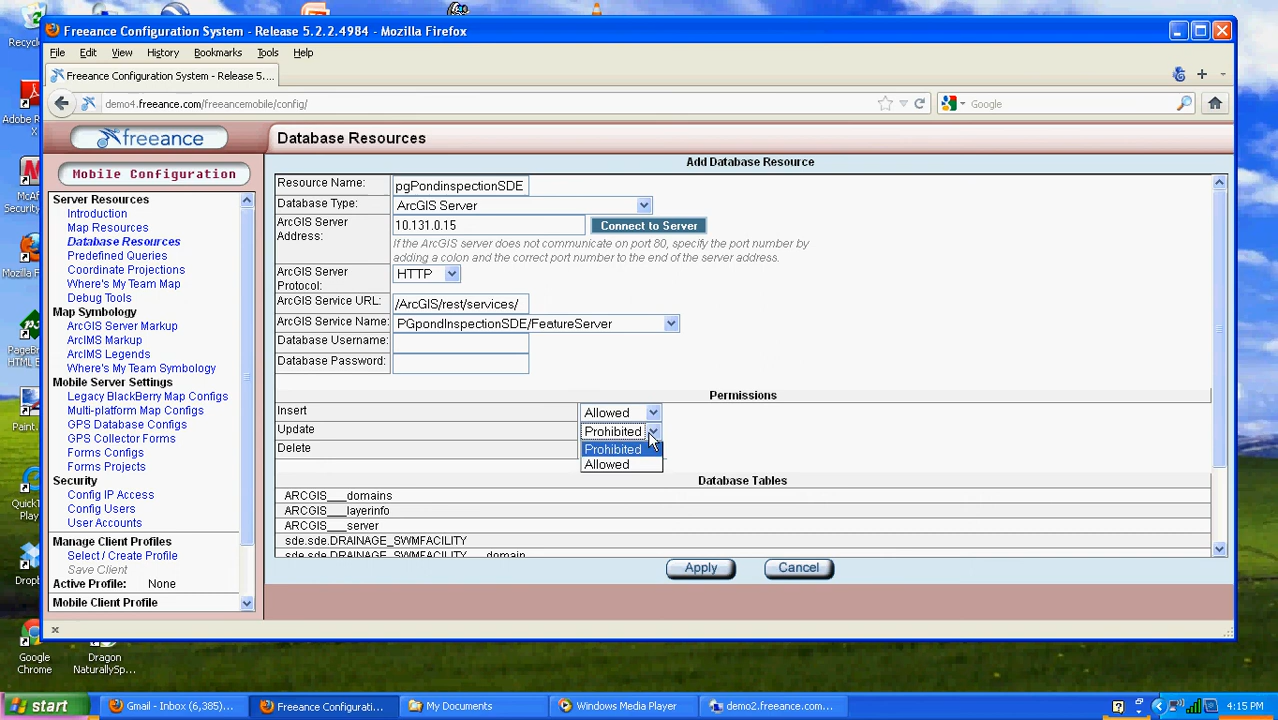 Freeance Configuration System - Release 5.2.2.4984 - Mozilla Firefox
File Edit View History Bookmarks Tools Help
Freeance Configuration System - Release 5....
demo4.freeance.com/freeancemobile/config/
Google
freeance
Database Resources
Mobile Configuration
Server Resources
Introduction
Map Resources
Database Resources
Predefined Queries
Coordinate Projections
Where's My Team Map
Debug Tools
Map Symbology
ArcGIS Server Markup
ArcIMS Markup
ArcIMS Legends
Where's My Team Symbology
Mobile Server Settings
Legacy BlackBerry Map Configs
Multi-platform Map Configs
GPS Database Configs
GPS Collector Forms
Forms Configs
Forms Projects
Security
Config IP Access
Config Users
User Accounts
Manage Client Profiles
Select / Create Profile
Save Client
Active Profile: None
Mobile Client Profile
Add Database Resource
Resource Name: pgPondinspectionSDE
Database Type: ArcGIS Server
ArcGIS Server Address: 10.131.0.15 Connect to Server
If the ArcGIS server does not communicate on port 80, specify the port number by
adding a colon and the correct port number to the end of the server address.
ArcGIS Server Protocol: HTTP
ArcGIS Service URL: /ArcGIS/rest/services/
ArcGIS Service Name: PGpondInspectionSDE/FeatureServer
Database Username:
Database Password:
Permissions
Insert Allowed
Update Prohibited
Delete Prohibited
Allowed
Database Tables
ARCGIS___domains
ARCGIS___layerinfo
ARCGIS___server
sde.sde.DRAINAGE_SWMFACILITY
sde.sde.DRAINAGE_SWMFACILITY___domain
Apply Cancel
Google
Chrome
Dragon
NaturallySp...
start
Gmail - Inbox (6,385)...
Freeance Configurati...
My Documents
Windows Media Player
demo2.freeance.com...
4:15 PM